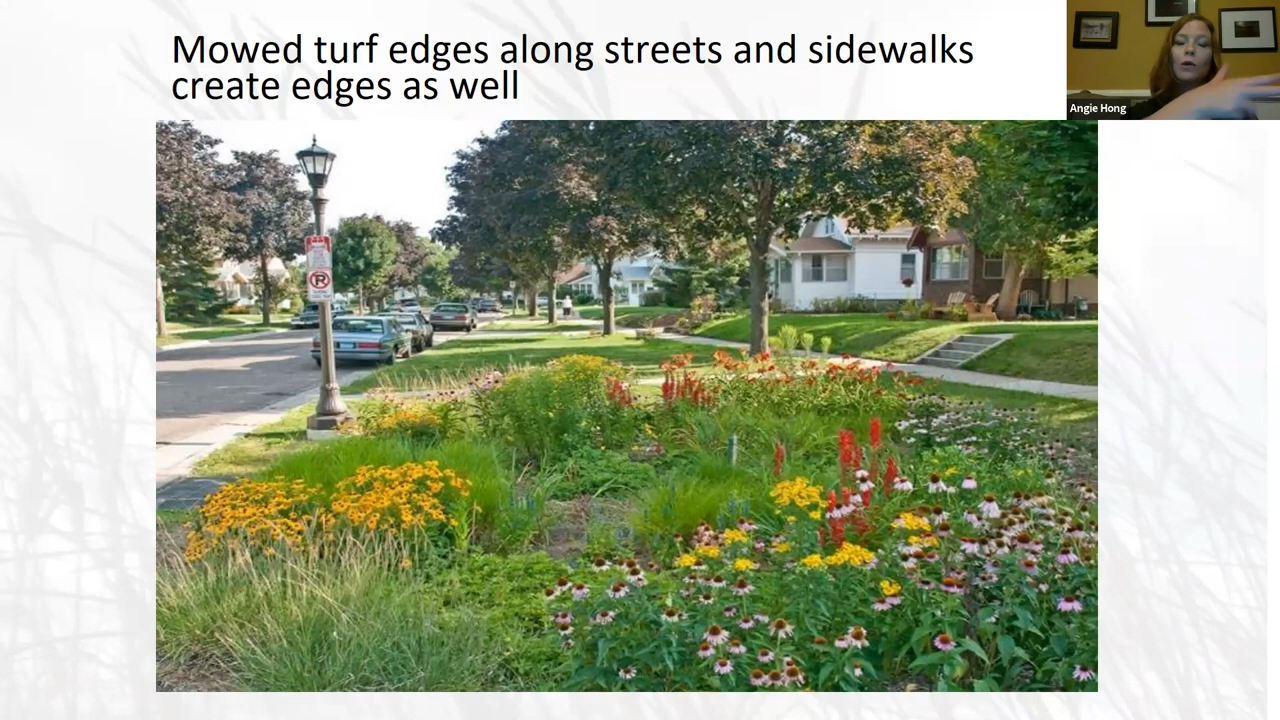 Mowed turf edges along streets and sidewalks
create edges as well
Angie Hong